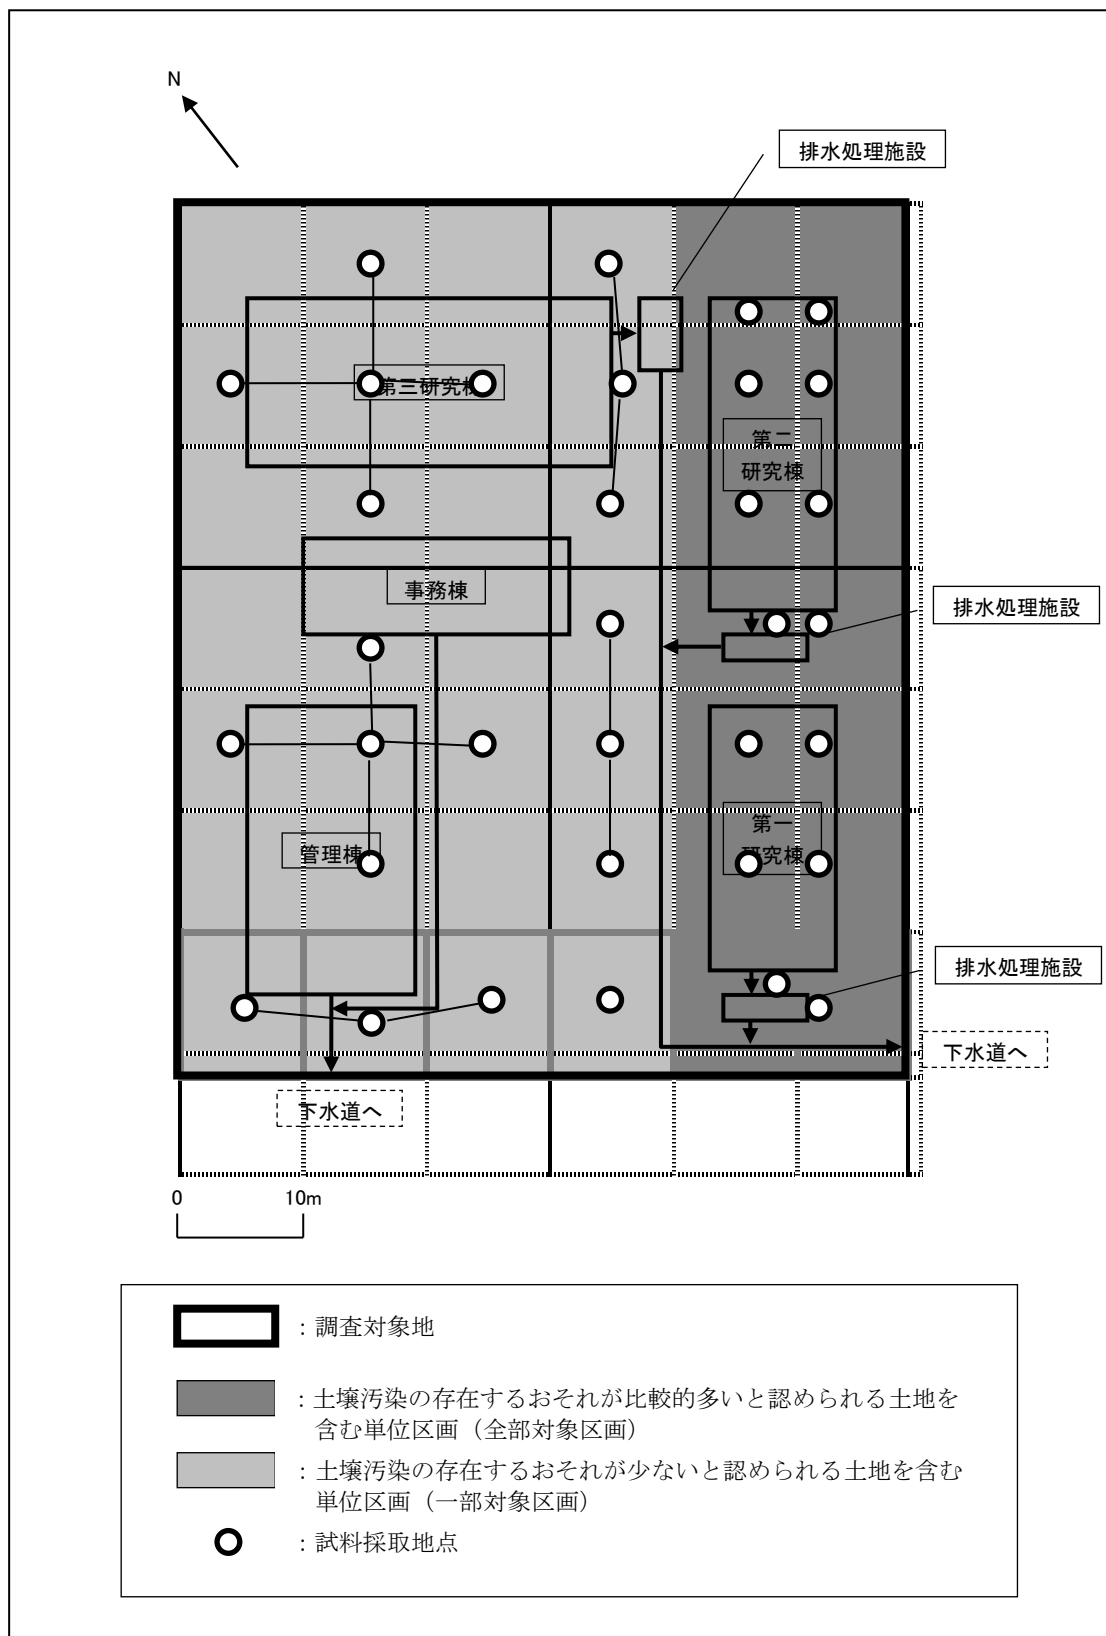 N
排水処理施設
第三研究棟
第二
研究棟
事務棟
排水処理施設
管理棟
第一
研究棟
排水処理施設
下水道へ
下水道へ
0
10m
：調査対象地
：土壌汚染の存在するおそれが比較的多いと認められる土地を
含む単位区画（全部対象区画）
：土壌汚染の存在するおそれが少ないと認められる土地を含む
単位区画（一部対象区画）
：試料採取地点